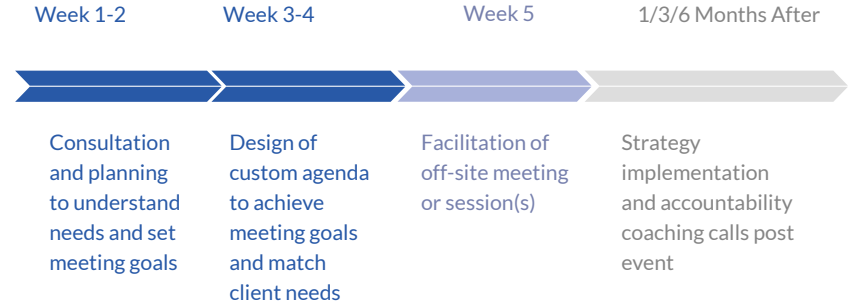 Week 1-2
Week 3-4
Week 5
1/3/6 Months After
Consultation
and planning
to understand
needs and set
meeting goals
Design of
custom agenda
to achieve
meeting goals
and match
client needs
Facilitation of
off-site meeting
or session(s)
Strategy
implementation
and accountability
coaching calls post
event